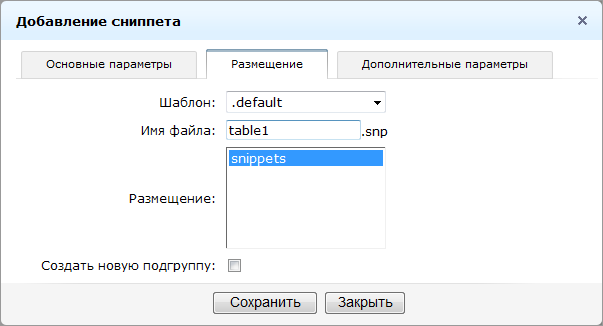 Добавление сниппета
Основные параметры Размещение Дополнительные параметры
Шаблон: .default
Имя файла: table1 .snp
snippets
Размещение:
Создать новую подгруппу:
Сохранить Закрыть